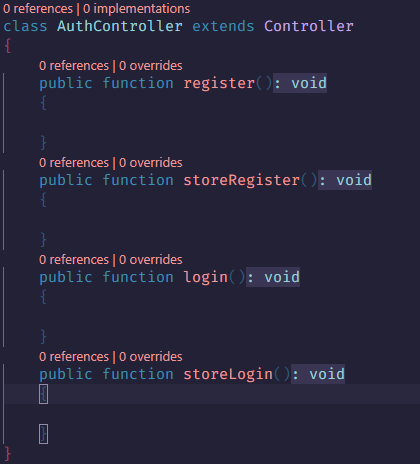 0 references | 0 implementations
class AuthController extends Controller
{
0 references | 0 overrides
public function register(): void
{
}
0 references | 0 overrides
public function storeRegister(): void
{
}
0 references | 0 overrides
public function login(): void
{
}
0 references | 0 overrides
public function storeLogin(): void
{
}
}